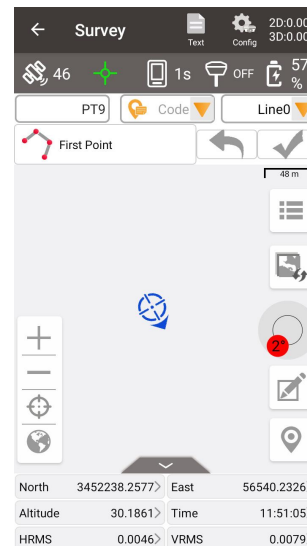 Survey
Text
Config
2D:0.00
3D:0.00
46
1s
OFF
57
%
PT9
Code
Line0
First Point
48 m
2°
North 3452238.2577 East 56540.2326
Altitude 30.1861 Time 11:51:05
HRMS 0.0046 VRMS 0.0079